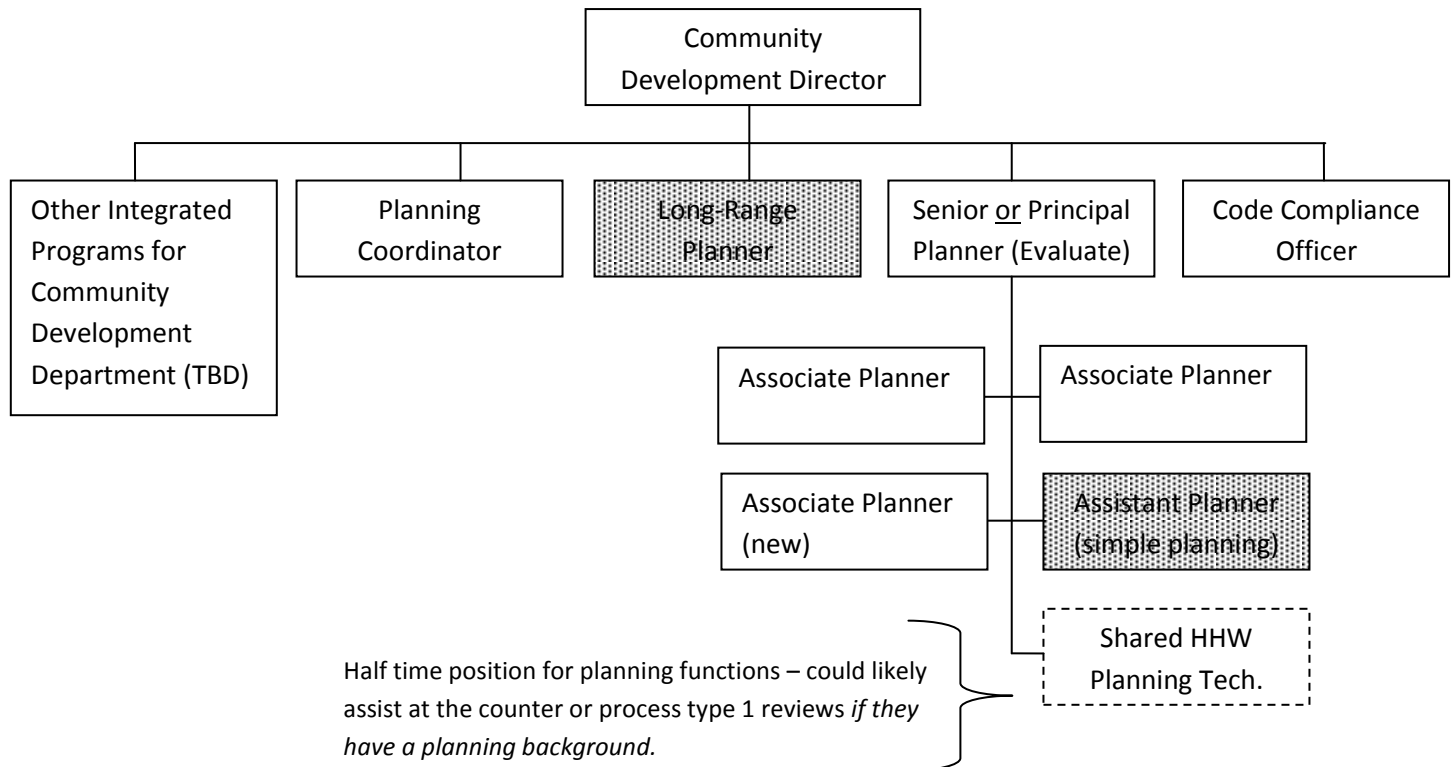 Community
Development Director
Other Integrated
Programs for
Community
Development
Department (TBD)
Planning
Coordinator
Long-Range
Planner
Senior or Principal
Planner (Evaluate)
Code Compliance
Officer
Associate Planner
Associate Planner
Associate Planner
(new)
Assistant Planner
(simple planning)
Shared HHW
Planning Tech.
Half time position for planning functions – could likely
assist at the counter or process type 1 reviews if they
have a planning background.